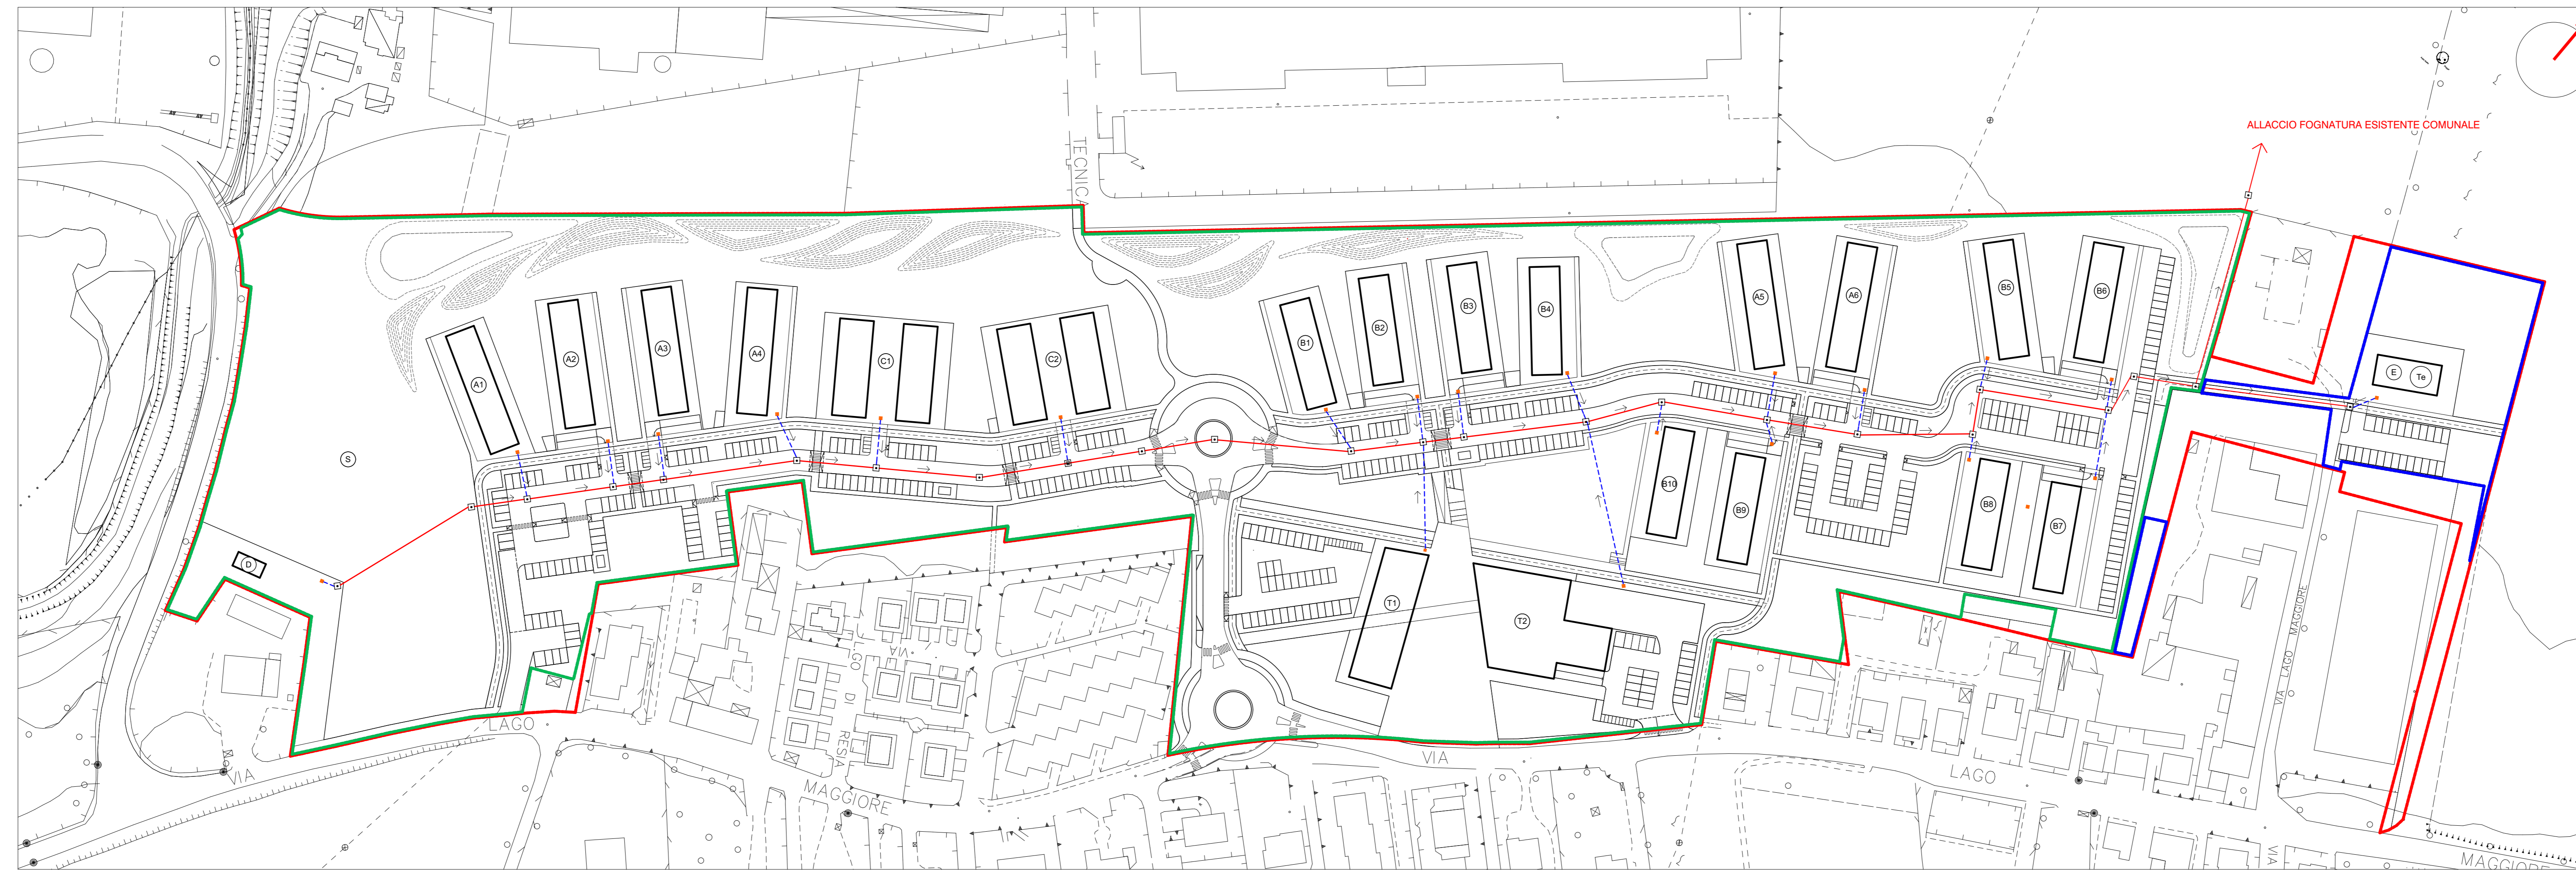 ALLACCIO FOGNATURA ESISTENTE COMUNALE
TECNICA
B5
B6
A5
A6
B3
B4
B2
B1
A3
A4
A2
C1
C2
A1
E
Te
S
B10
B9
B8
B7
D
T1
T2
VIA LAGO MAGGIORE
VIA
LAGO
DI
RESIA
VIA
LAGO
MAGGIORE
VIA
LAGO
VIA
MAGGIORE